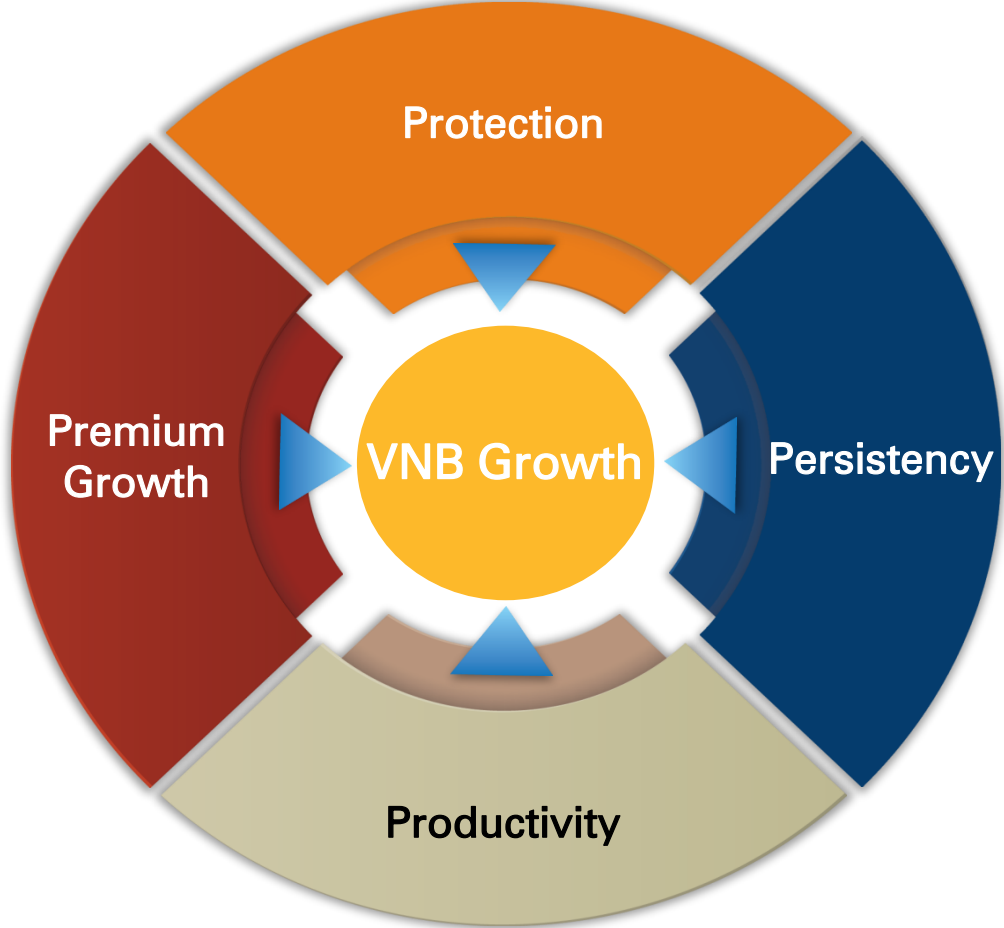 Protection
Premium
Growth
VNB Growth
Persistency
Productivity